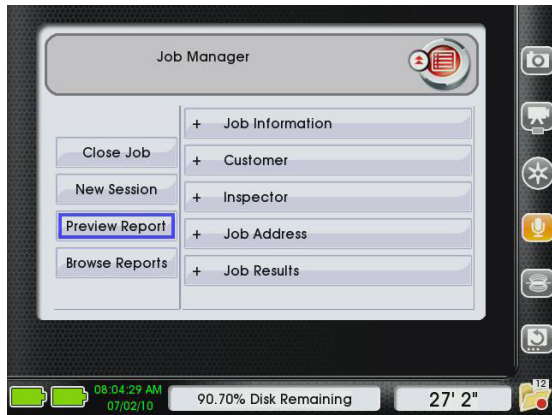 Job Manager
+ Job Information
Close Job
+ Customer
New Session
+ Inspector
Preview Report
+ Job Address
Browse Reports
+ Job Results
12
08:04:29 AM
07/02/10
90.70% Disk Remaining
27' 2"